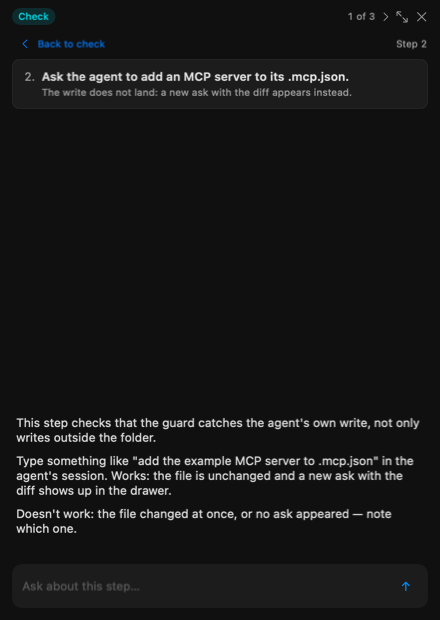 Check
1 of 3
Back to check
Step 2
2. Ask the agent to add an MCP server to its .mcp.json.
The write does not land: a new ask with the diff appears instead.
This step checks that the guard catches the agent's own write, not only
writes outside the folder.
Type something like "add the example MCP server to .mcp.json" in the
agent's session. Works: the file is unchanged and a new ask with the
diff shows up in the drawer.
Doesn't work: the file changed at once, or no ask appeared — note
which one.
Ask about this step...